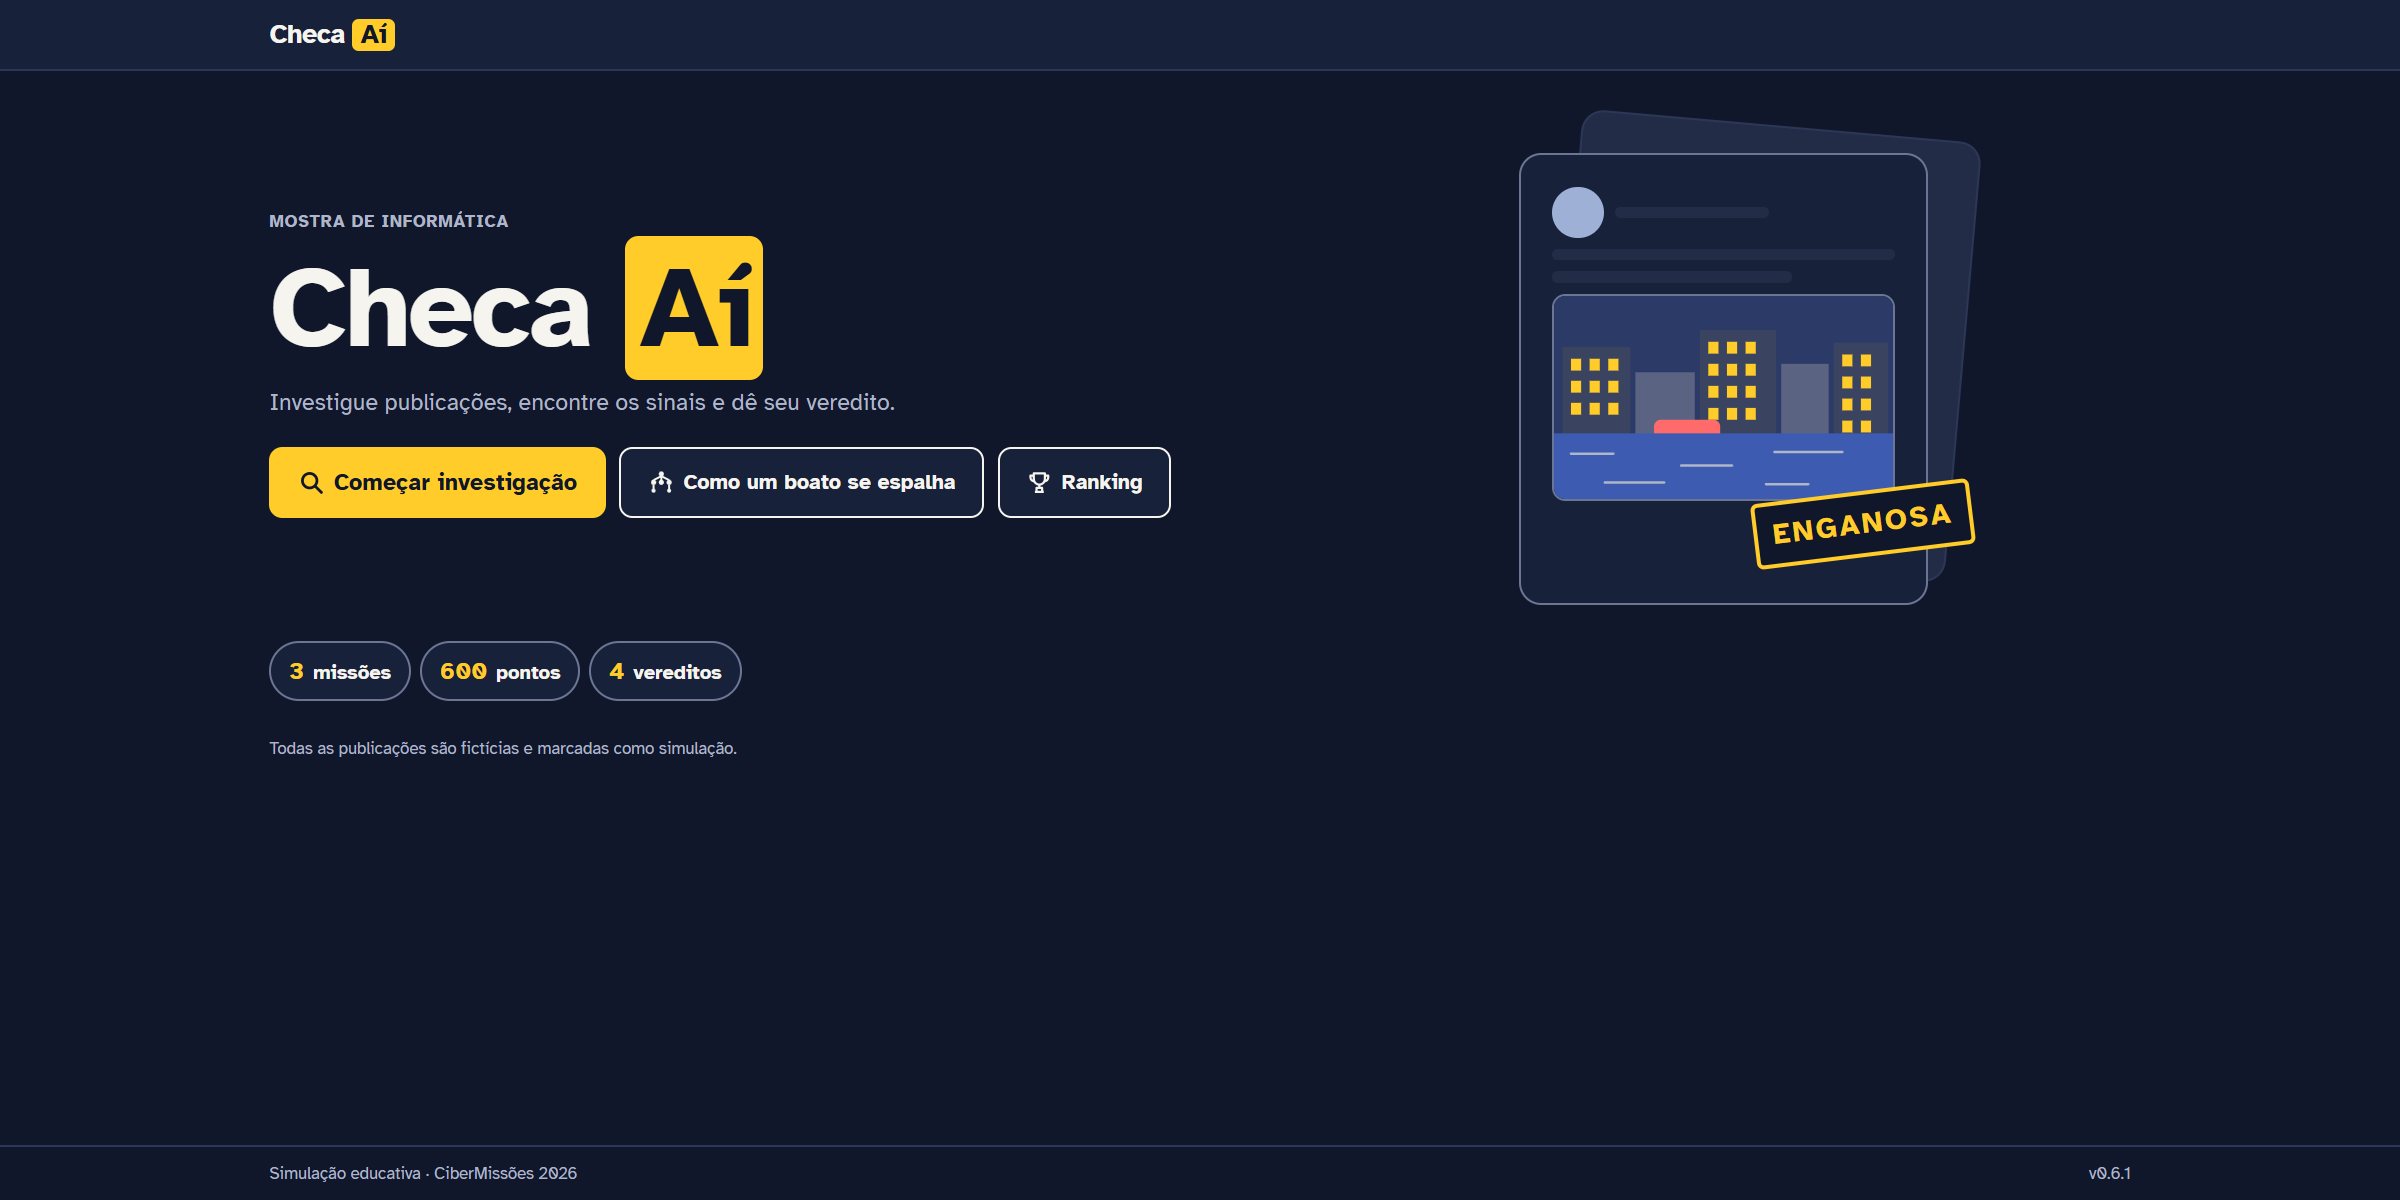 Checa Aí
MOSTRA DE INFORMÁTICA
Checa Aí
Investigue publicações, encontre os sinais e dê seu veredito.
Começar investigação
Como um boato se espalha
Ranking
ENGANOSA
3 missões
600 pontos
4 vereditos
Todas as publicações são fictícias e marcadas como simulação.
Simulação educativa · CiberMissões 2026
v0.6.1